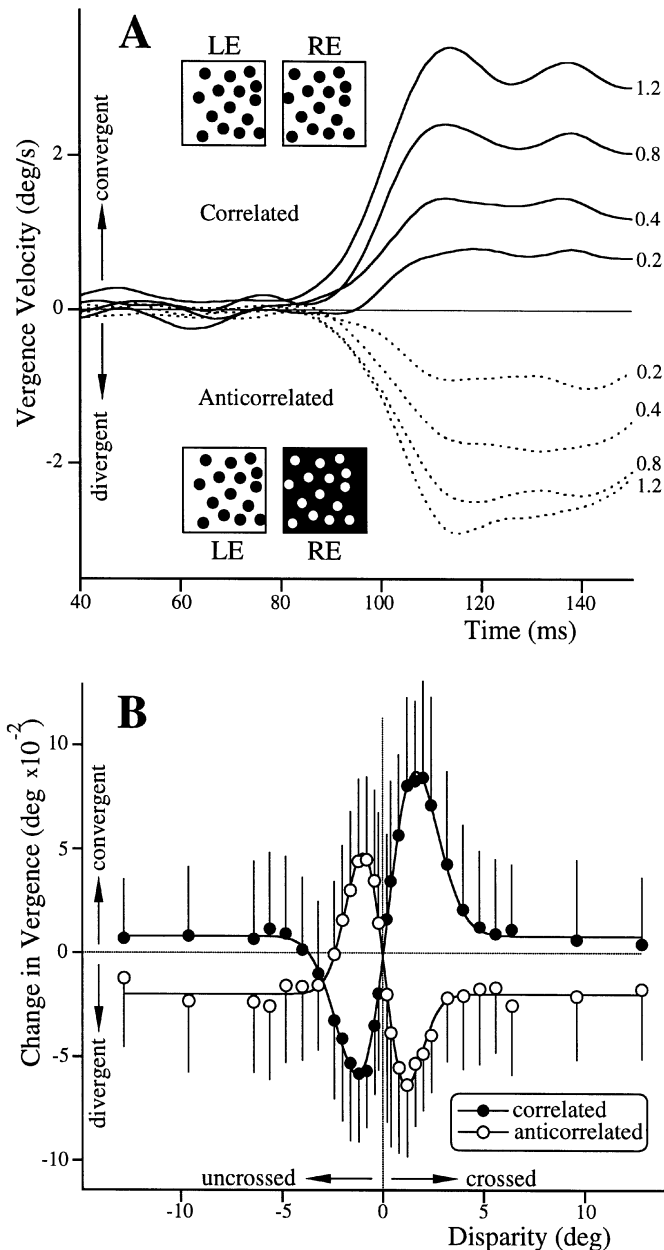 A
LE RE
Vergence Velocity (deg/s)
convergent
divergent
2
0
-2
Correlated
1.2
0.8
0.4
0.2
Anticorrelated
0.2
0.4
0.8
1.2
LE RE
40 60 80 100 120 140
Time (ms)
B
Change in Vergence (deg x10-2)
convergent
divergent
10
5
0
-5
-10
correlated
anticorrelated
uncrossed crossed
-10 -5 0 5 10
Disparity (deg)